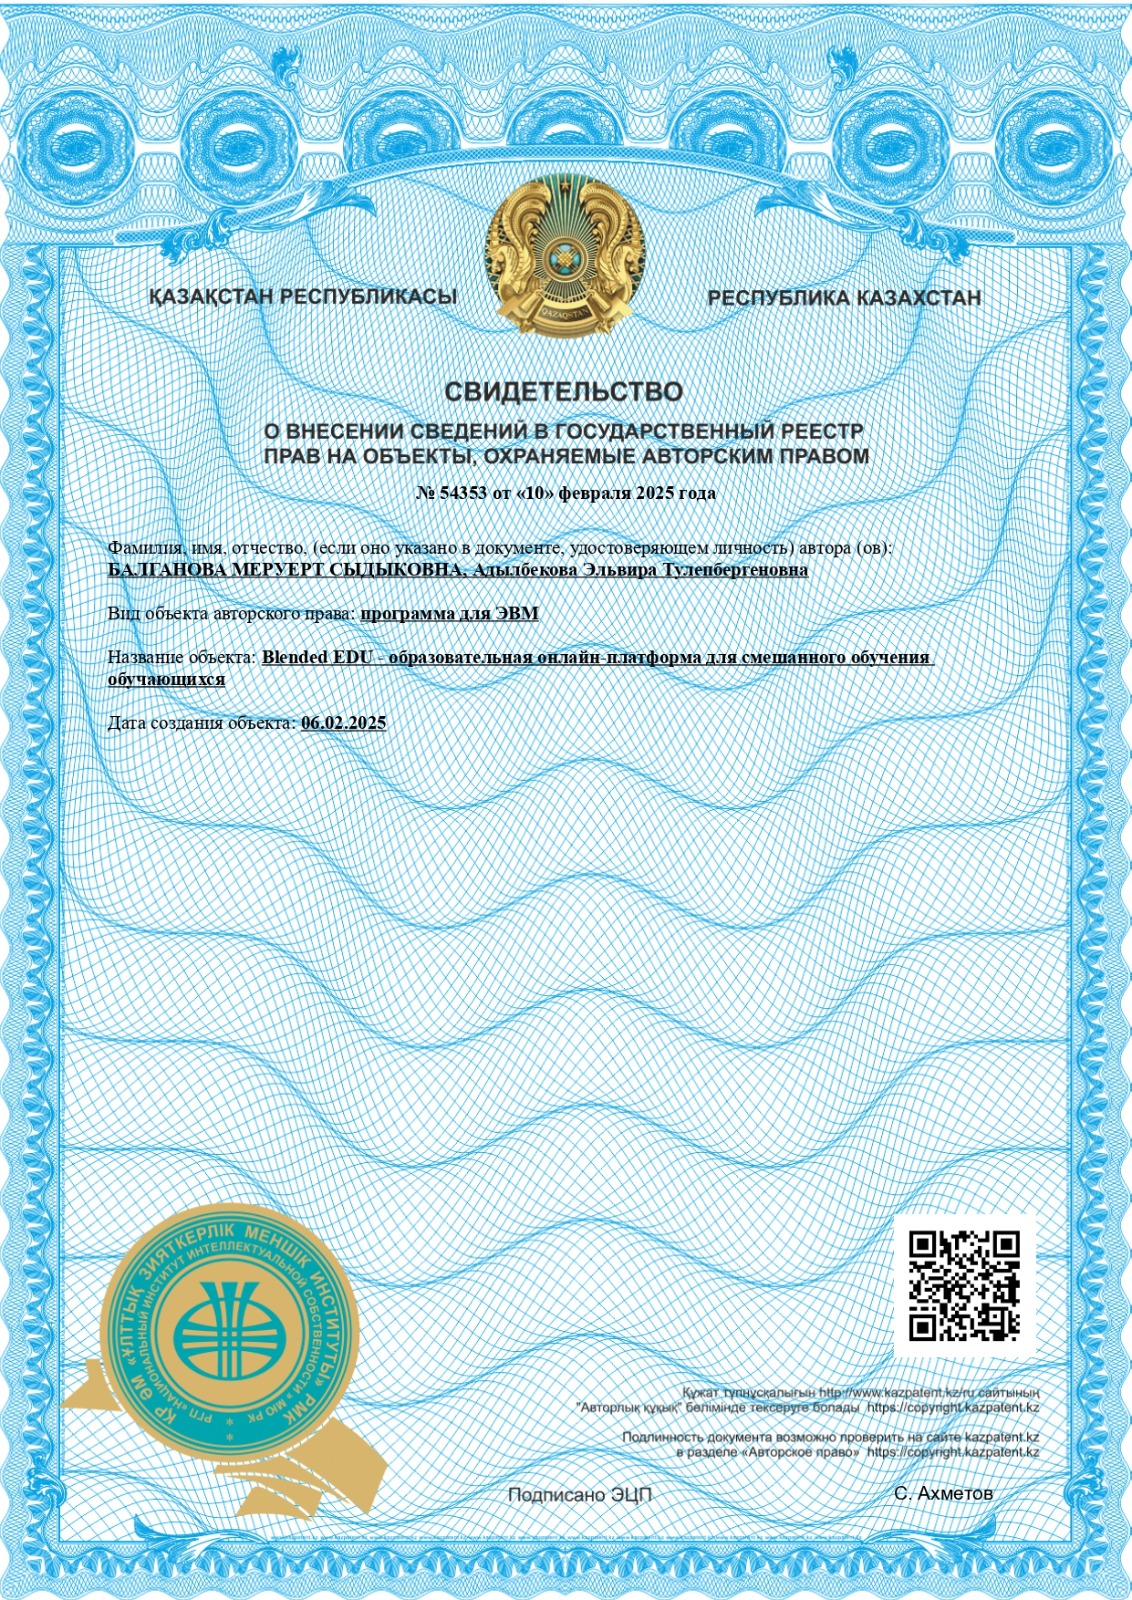 ҚАЗАҚСТАН РЕСПУБЛИКАСЫ
РЕСПУБЛИКА КАЗАХСТАН
QAZAQSTAN
СВИДЕТЕЛЬСТВО
О ВНЕСЕНИИ СВЕДЕНИЙ В ГОСУДАРСТВЕННЫЙ РЕЕСТР
ПРАВ НА ОБЪЕКТЫ, ОХРАНЯЕМЫЕ АВТОРСКИМ ПРАВОМ
№ 54353 от «10» февраля 2025 года
Фамилия, имя, отчество, (если оно указано в документе, удостоверяющем личность) автора (ов):
БАЛГАНОВА МЕРУЕРТ СЫДЫКОВНА, Адылбекова Эльвира Тулепбергеновна
Вид объекта авторского права: программа для ЭВМ
Название объекта: Blended EDU - образовательная онлайн-платформа для смешанного обучения
обучающихся
Дата создания объекта: 06.02.2025
ҚР ӘМ «ҰЛТТЫҚ ЗИЯТКЕРЛІК МЕНШІК ИНСТИТУТЫ» РМК
РГП «НАЦИОНАЛЬНЫЙ ИНСТИТУТ ИНТЕЛЛЕКТУАЛЬНОЙ СОБСТВЕННОСТИ» МЮ РК
Құжат түпнұсқалығын http://www.kazpatent.kz/ru сайтының
"Авторлық құқық" бөлімінде тексеруге болады https://copyright.kazpatent.kz
Подлинность документа возможно проверить на сайте kazpatent.kz
в разделе «Авторское право» https://copyright.kazpatent.kz
Подписано ЭЦП
С. Ахметов